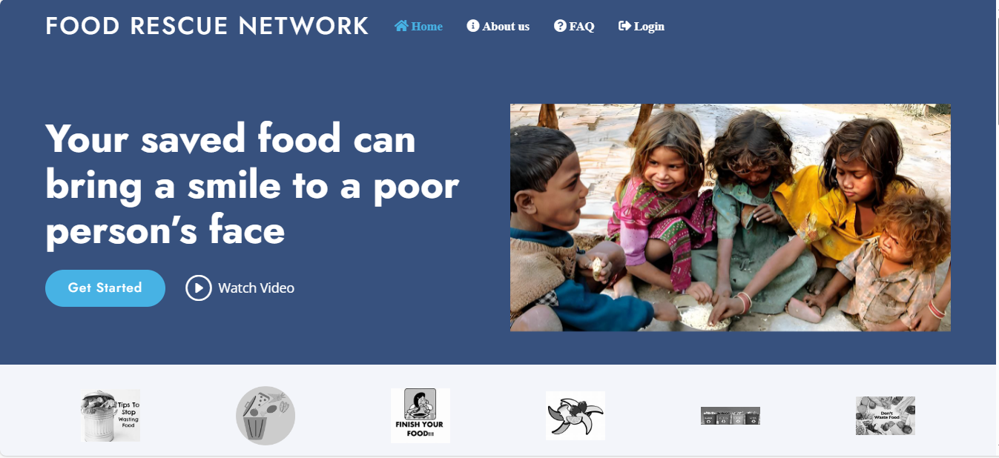 FOOD RESCUE NETWORK
Home
About us
FAQ
Login
Your saved food can
bring a smile to a poor
person's face
Get Started
Watch Video
Tips To
Stop
Wasting
Food
FINISH YOUR
FOOD!!!
Don't
Waste Food